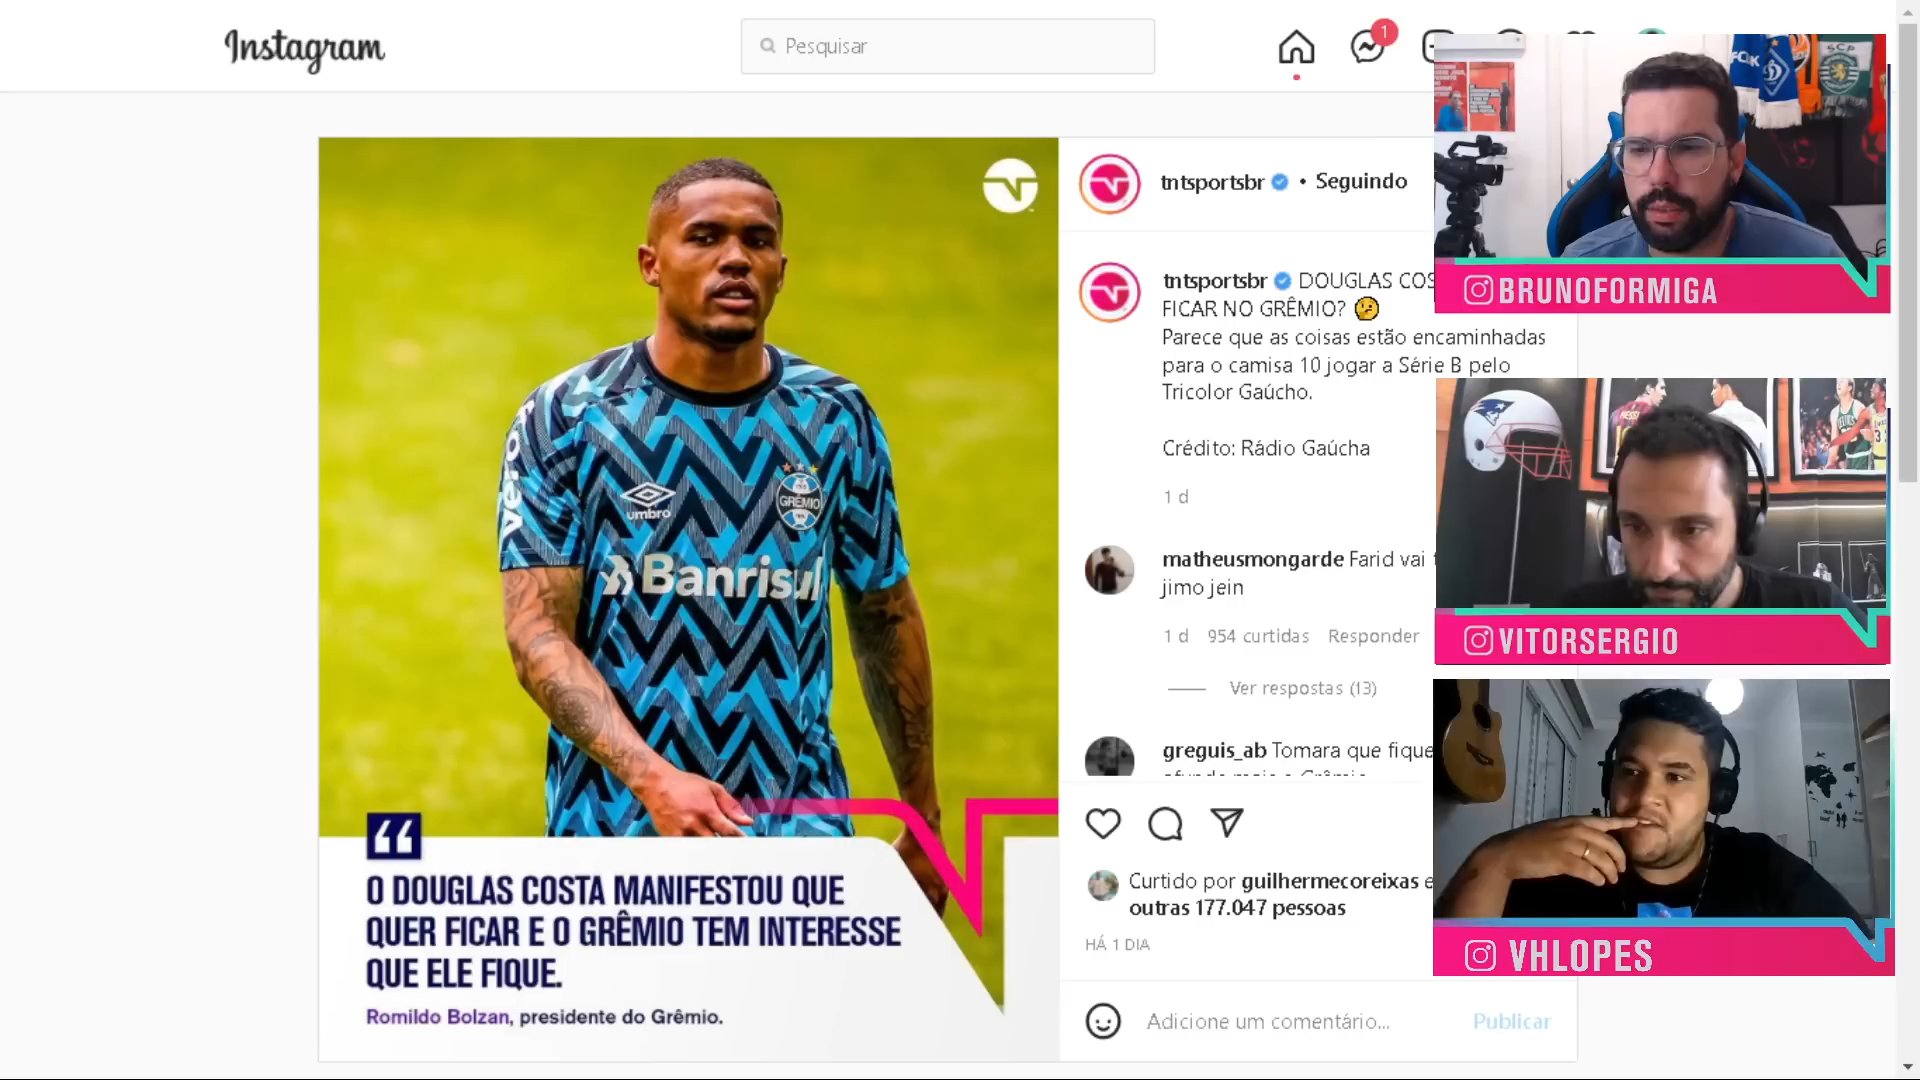 Instagram
Pesquisar
1
tntsportsbr • Seguindo
tntsportsbr DOUGLAS COS
FICAR NO GRÊMIO? 🤔
Parece que as coisas estão encaminhadas
para o camisa 10 jogar a Série B pelo
Tricolor Gaúcho.
Crédito: Rádio Gaúcha
1 d
matheusmongarde Farid vai
jimo jein
1 d 954 curtidas Responder
Ver respostas (13)
greguis_ab Tomara que fique
Curtido por guilhermecoreixas e
outras 177.047 pessoas
HÁ 1 DIA
Adicione um comentário... Publicar
umbro
GRÊMIO
Banrisul
O DOUGLAS COSTA MANIFESTOU QUE
QUER FICAR E O GRÊMIO TEM INTERESSE
QUE ELE FIQUE.
Romildo Bolzan, presidente do Grêmio.
SCP
BRUNOFORMIGA
MESSI
VITORSERGIO
VHLOPES